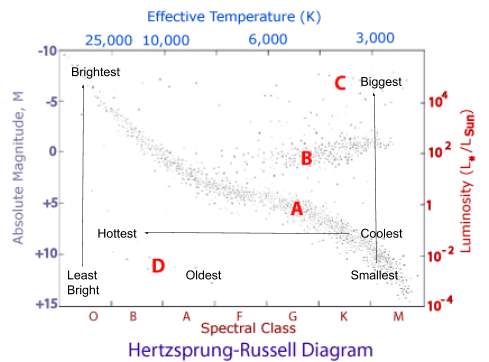 Effective Temperature (K)
25,000 10,000 6,000 3,000
-10
Brightest
C
Biggest
-5
10^4
0
B
10^2
Absolute Magnitude, M
Luminosity (L*/LSun)
+5
A
1
Hottest
Coolest
+10
D
10^-2
Least
Bright
Oldest
Smallest
+15
10^-4
O B A F G K M
Spectral Class
Hertzsprung-Russell Diagram